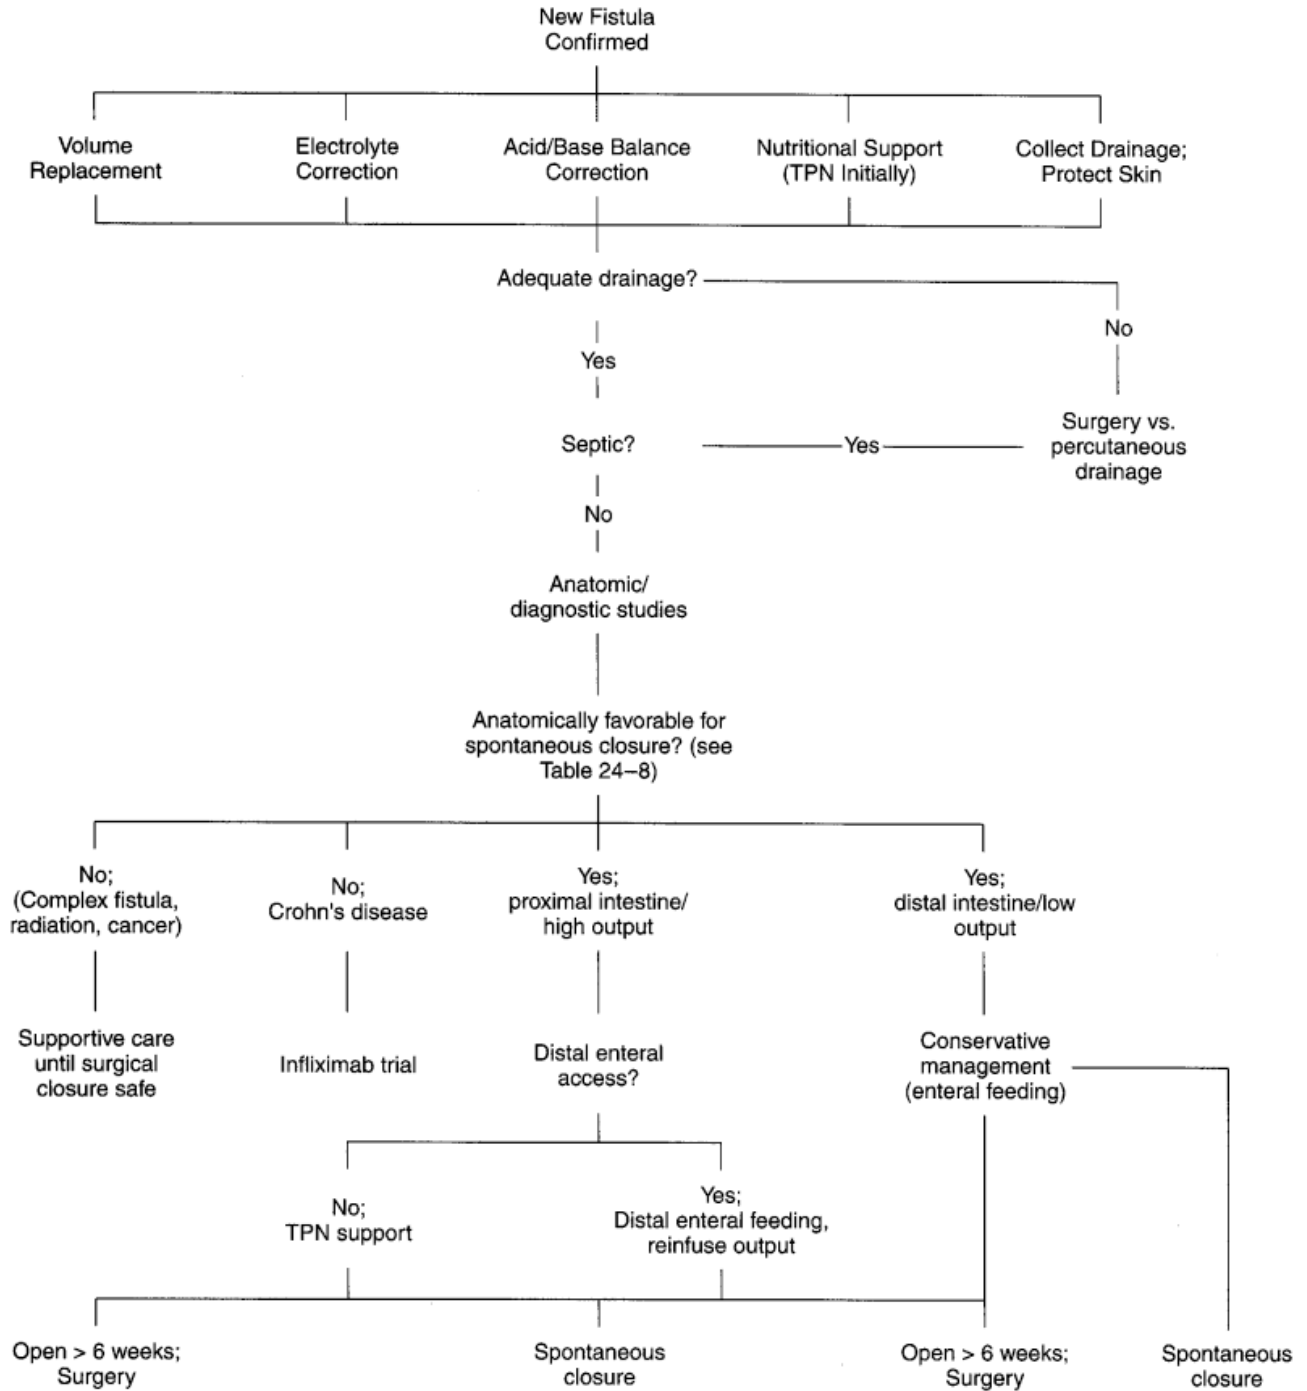 New Fistula
Confirmed
Volume
Replacement
Electrolyte
Correction
Acid/Base Balance
Correction
Nutritional Support
(TPN Initially)
Collect Drainage;
Protect Skin
Adequate drainage?
No
Yes
Surgery vs.
percutaneous
drainage
Septic?
Yes
No
Anatomic/
diagnostic studies
Anatomically favorable for
spontaneous closure? (see
Table 24–8)
No;
(Complex fistula,
radiation, cancer)
No;
Crohn's disease
Yes;
proximal intestine/
high output
Yes;
distal intestine/low
output
Supportive care
until surgical
closure safe
Infliximab trial
Distal enteral
access?
Conservative
management
(enteral feeding)
No;
TPN support
Yes;
Distal enteral feeding,
reinfuse output
Open > 6 weeks;
Surgery
Spontaneous
closure
Open > 6 weeks;
Surgery
Spontaneous
closure